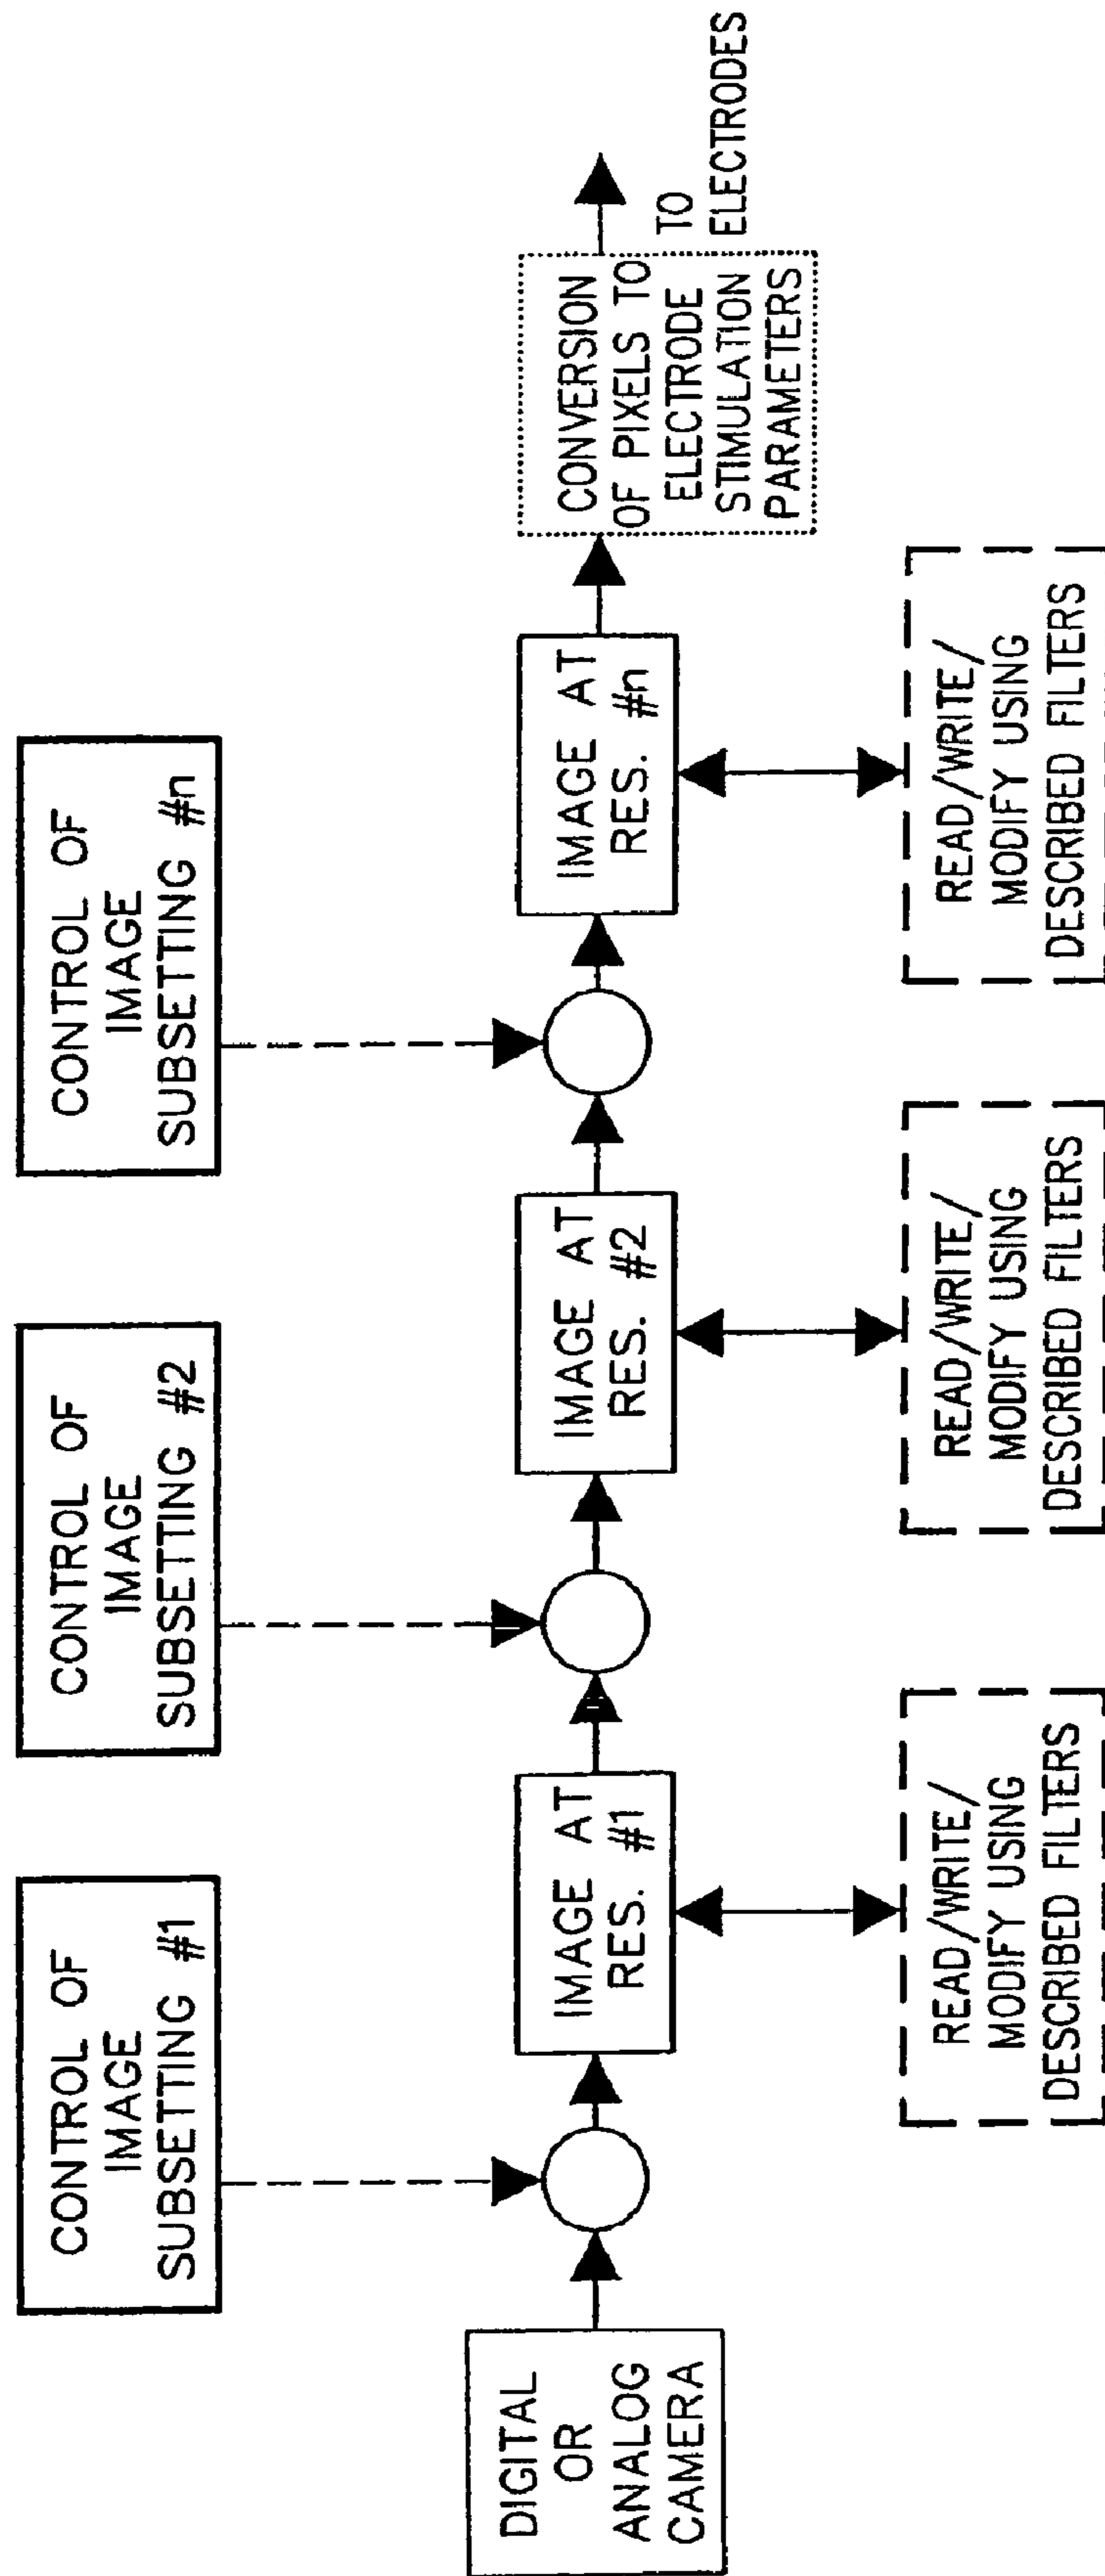 CONTROL OF
IMAGE
SUBSETTING #1
CONTROL OF
IMAGE
SUBSETTING #2
CONTROL OF
IMAGE
SUBSETTING #n
DIGITAL
OR
ANALOG
CAMERA
IMAGE AT
RES. #1
IMAGE AT
RES. #2
IMAGE AT
RES. #n
CONVERSION
OF PIXELS TO
ELECTRODE
STIMULATION
PARAMETERS
TO
ELECTRODES
READ/WRITE/
MODIFY USING
DESCRIBED FILTERS
READ/WRITE/
MODIFY USING
DESCRIBED FILTERS
READ/WRITE/
MODIFY USING
DESCRIBED FILTERS